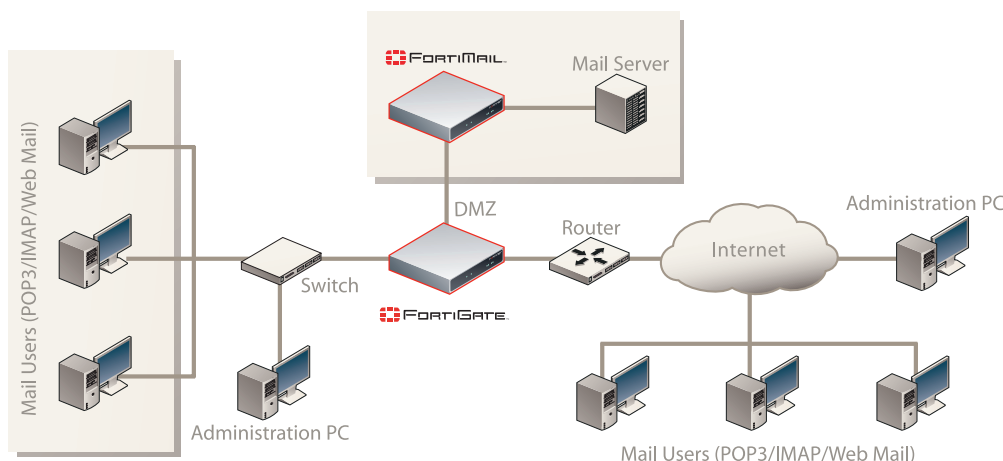 FORTIMAIL
Mail Server
Mail Users (POP3/IMAP/Web Mail)
DMZ
Administration PC
Router
Internet
Switch
FORTIGATE
Administration PC
Mail Users (POP3/IMAP/Web Mail)